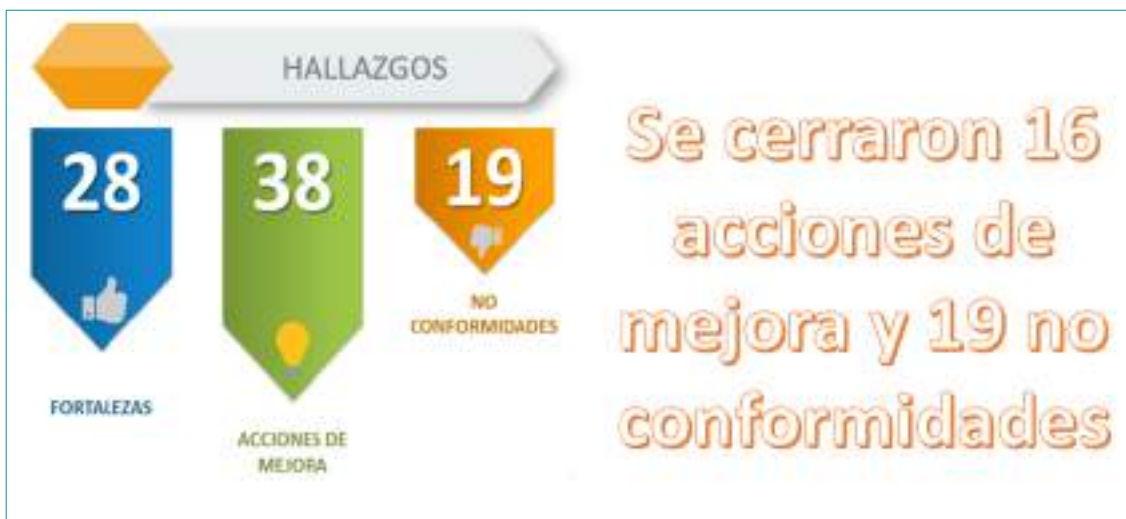 HALLAZGOS
28
38
19
FORTALEZAS
ACCIONES DE
MEJORA
NO
CONFORMIDADES
Se cerraron 16
acciones de
mejora y 19 no
conformidades